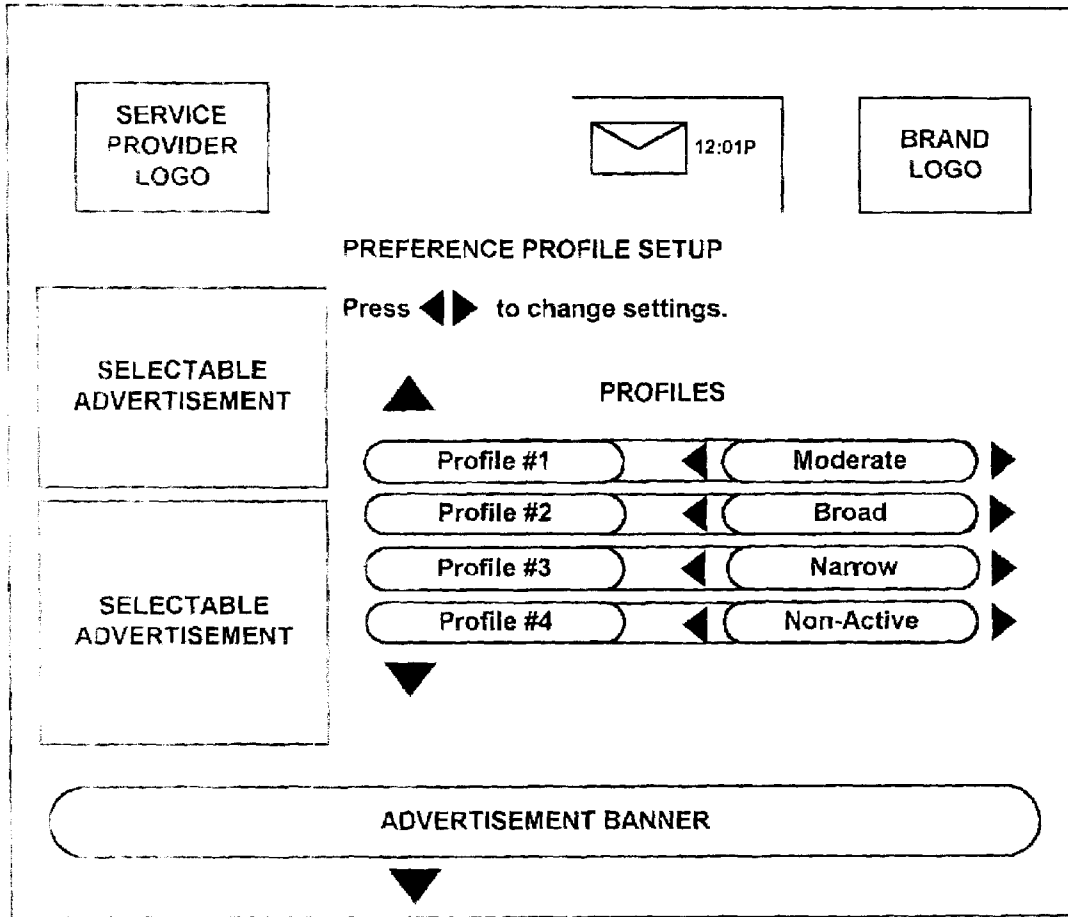 SERVICE
PROVIDER
LOGO
12:01P
BRAND
LOGO
PREFERENCE PROFILE SETUP
Press ◀▶ to change settings.
SELECTABLE
ADVERTISEMENT
PROFILES
Profile #1 Moderate
Profile #2 Broad
Profile #3 Narrow
Profile #4 Non-Active
SELECTABLE
ADVERTISEMENT
ADVERTISEMENT BANNER